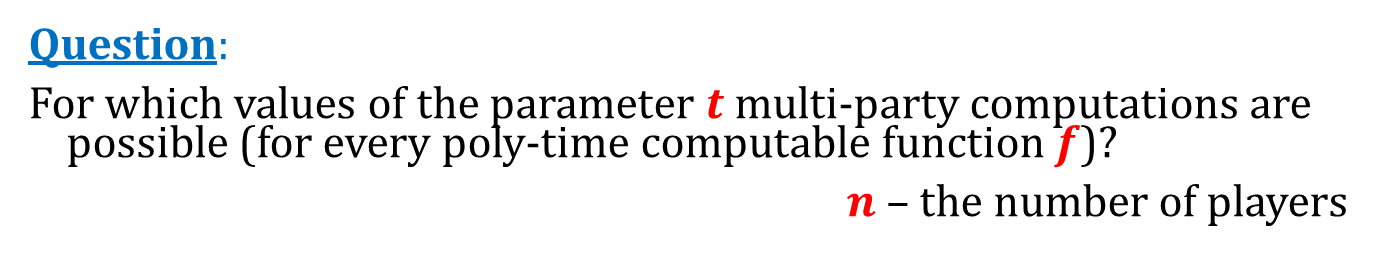 Question:
For which values of the parameter t multi-party computations are
possible (for every poly-time computable function f)?
n – the number of players